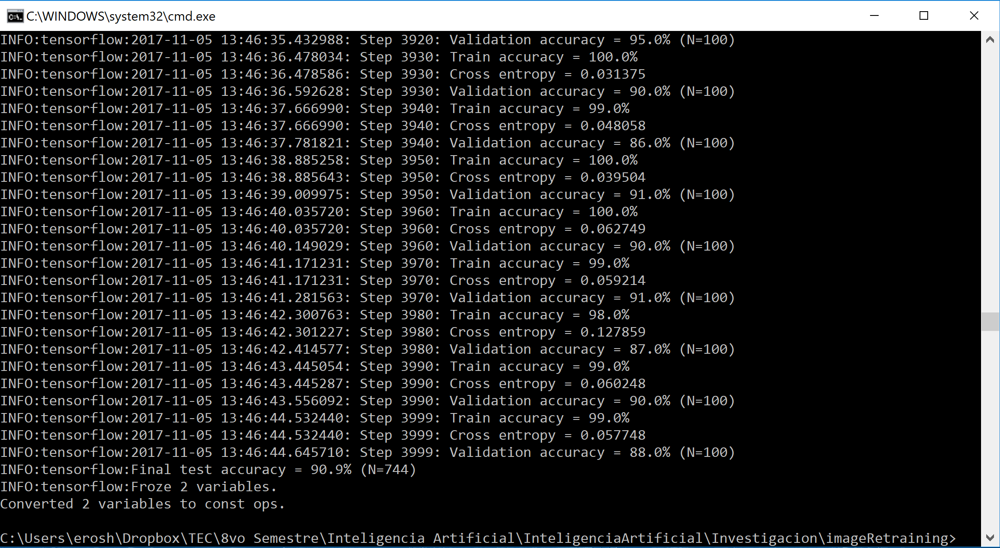 C:\WINDOWS\system32\cmd.exe
INFO:tensorflow:2017-11-05 13:46:35.432988: Step 3920: Validation accuracy = 95.0% (N=100)
INFO:tensorflow:2017-11-05 13:46:36.478034: Step 3930: Train accuracy = 100.0%
INFO:tensorflow:2017-11-05 13:46:36.478586: Step 3930: Cross entropy = 0.031375
INFO:tensorflow:2017-11-05 13:46:36.592628: Step 3930: Validation accuracy = 90.0% (N=100)
INFO:tensorflow:2017-11-05 13:46:37.666990: Step 3940: Train accuracy = 99.0%
INFO:tensorflow:2017-11-05 13:46:37.666990: Step 3940: Cross entropy = 0.048058
INFO:tensorflow:2017-11-05 13:46:37.781821: Step 3940: Validation accuracy = 86.0% (N=100)
INFO:tensorflow:2017-11-05 13:46:38.885258: Step 3950: Train accuracy = 100.0%
INFO:tensorflow:2017-11-05 13:46:38.885643: Step 3950: Cross entropy = 0.039504
INFO:tensorflow:2017-11-05 13:46:39.009975: Step 3950: Validation accuracy = 91.0% (N=100)
INFO:tensorflow:2017-11-05 13:46:40.035720: Step 3960: Train accuracy = 100.0%
INFO:tensorflow:2017-11-05 13:46:40.035720: Step 3960: Cross entropy = 0.062749
INFO:tensorflow:2017-11-05 13:46:40.149029: Step 3960: Validation accuracy = 90.0% (N=100)
INFO:tensorflow:2017-11-05 13:46:41.171231: Step 3970: Train accuracy = 99.0%
INFO:tensorflow:2017-11-05 13:46:41.171231: Step 3970: Cross entropy = 0.059214
INFO:tensorflow:2017-11-05 13:46:41.281563: Step 3970: Validation accuracy = 91.0% (N=100)
INFO:tensorflow:2017-11-05 13:46:42.300763: Step 3980: Train accuracy = 98.0%
INFO:tensorflow:2017-11-05 13:46:42.301227: Step 3980: Cross entropy = 0.127859
INFO:tensorflow:2017-11-05 13:46:42.414577: Step 3980: Validation accuracy = 87.0% (N=100)
INFO:tensorflow:2017-11-05 13:46:43.445054: Step 3990: Train accuracy = 99.0%
INFO:tensorflow:2017-11-05 13:46:43.445287: Step 3990: Cross entropy = 0.060248
INFO:tensorflow:2017-11-05 13:46:43.556092: Step 3990: Validation accuracy = 90.0% (N=100)
INFO:tensorflow:2017-11-05 13:46:44.532440: Step 3999: Train accuracy = 99.0%
INFO:tensorflow:2017-11-05 13:46:44.532440: Step 3999: Cross entropy = 0.057748
INFO:tensorflow:2017-11-05 13:46:44.645710: Step 3999: Validation accuracy = 88.0% (N=100)
INFO:tensorflow:Final test accuracy = 90.9% (N=744)
INFO:tensorflow:Froze 2 variables.
Converted 2 variables to const ops.
C:\Users\erosh\Dropbox\TEC\8vo Semestre\Inteligencia Artificial\InteligenciaArtificial\Investigacion\imageRetraining>